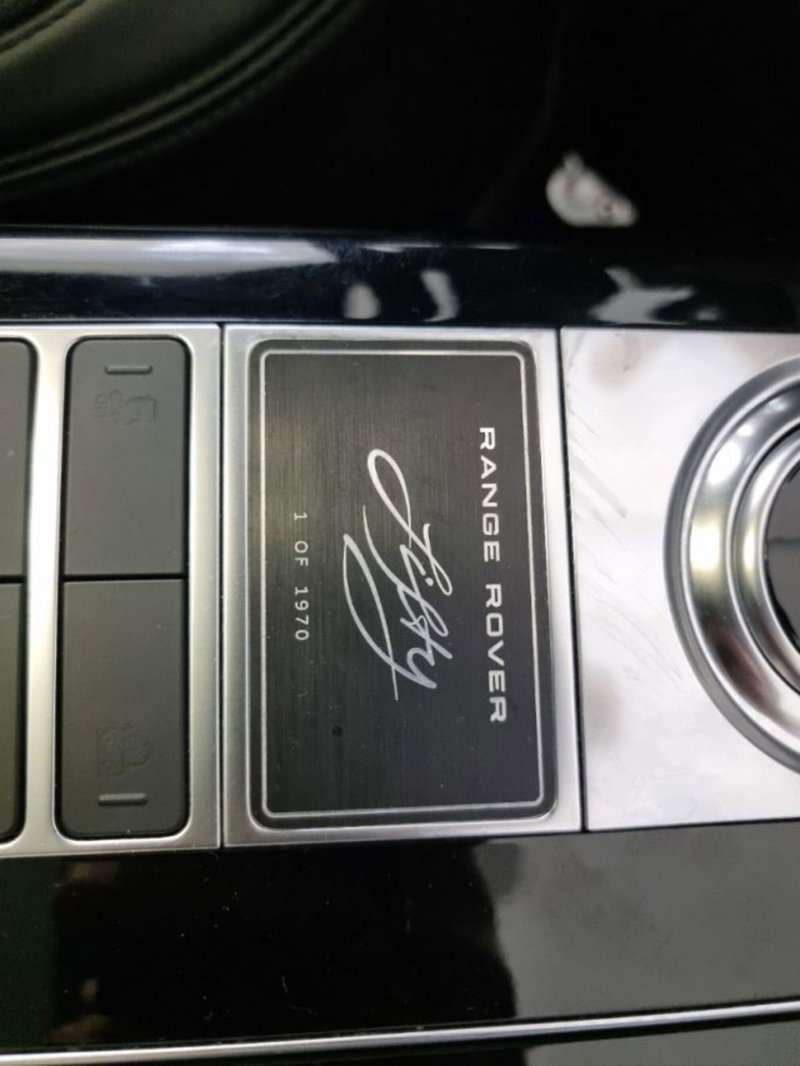 RANGE ROVER
Fifty
1 OF 1970